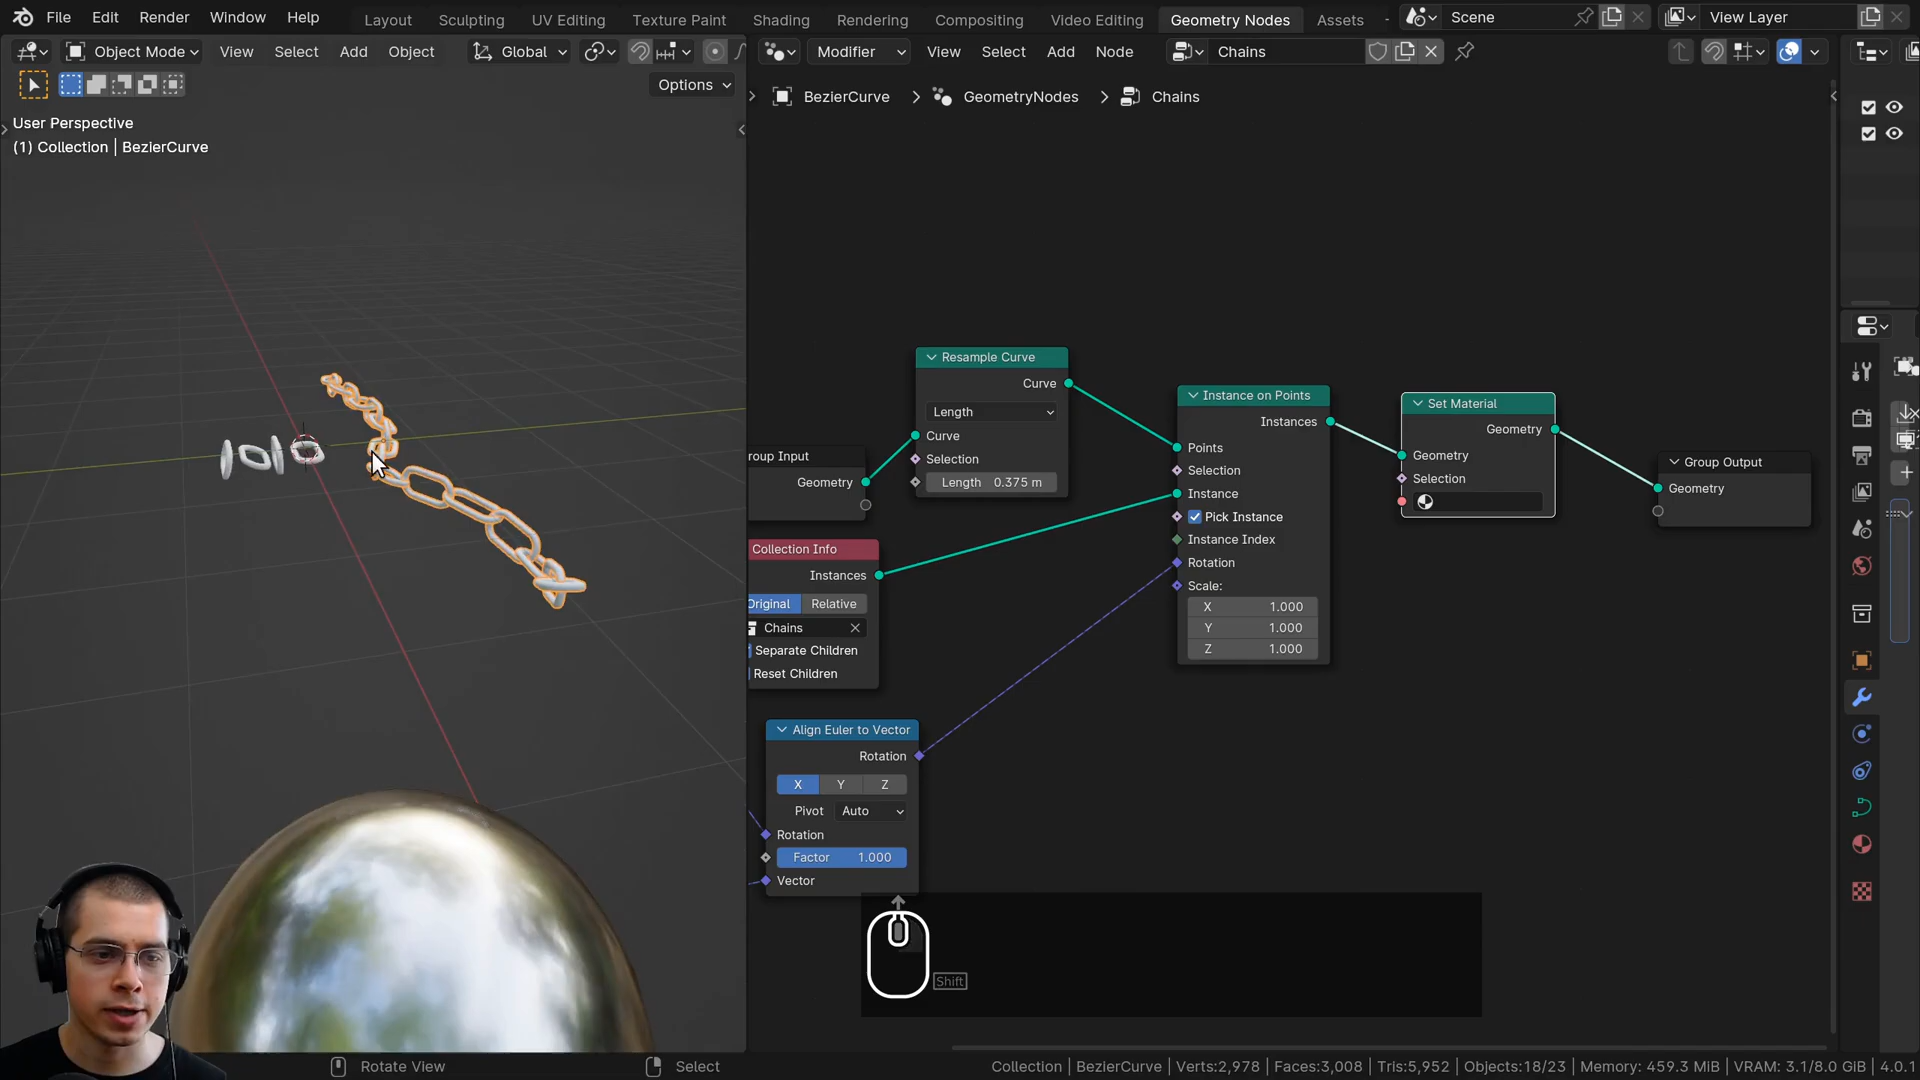 File Edit Render Window Help
Layout Sculpting UV Editing Texture Paint Shading Rendering Compositing Video Editing Geometry Nodes Assets
Scene
View Layer
Object Mode View Select Add Object Global
Modifier View Select Add Node Chains
Options
User Perspective
(1) Collection | BezierCurve
BezierCurve > GeometryNodes > Chains
Resample Curve
Curve
Length
Curve
Selection
Length 0.375 m
roup Input
Geometry
Collection Info
Instances
Original Relative
Chains
Separate Children
Reset Children
Align Euler to Vector
Rotation
X Y Z
Pivot Auto
Rotation
Factor 1.000
Vector
Instance on Points
Instances
Points
Selection
Instance
Pick Instance
Instance Index
Rotation
Scale:
X 1.000
Y 1.000
Z 1.000
Set Material
Geometry
Geometry
Selection
Group Output
Geometry
Shift
Rotate View
Select
Collection | BezierCurve | Verts:2,978 | Faces:3,008 | Tris:5,952 | Objects:18/23 | Memory: 459.3 MiB | VRAM: 3.1/8.0 GiB | 4.0.1